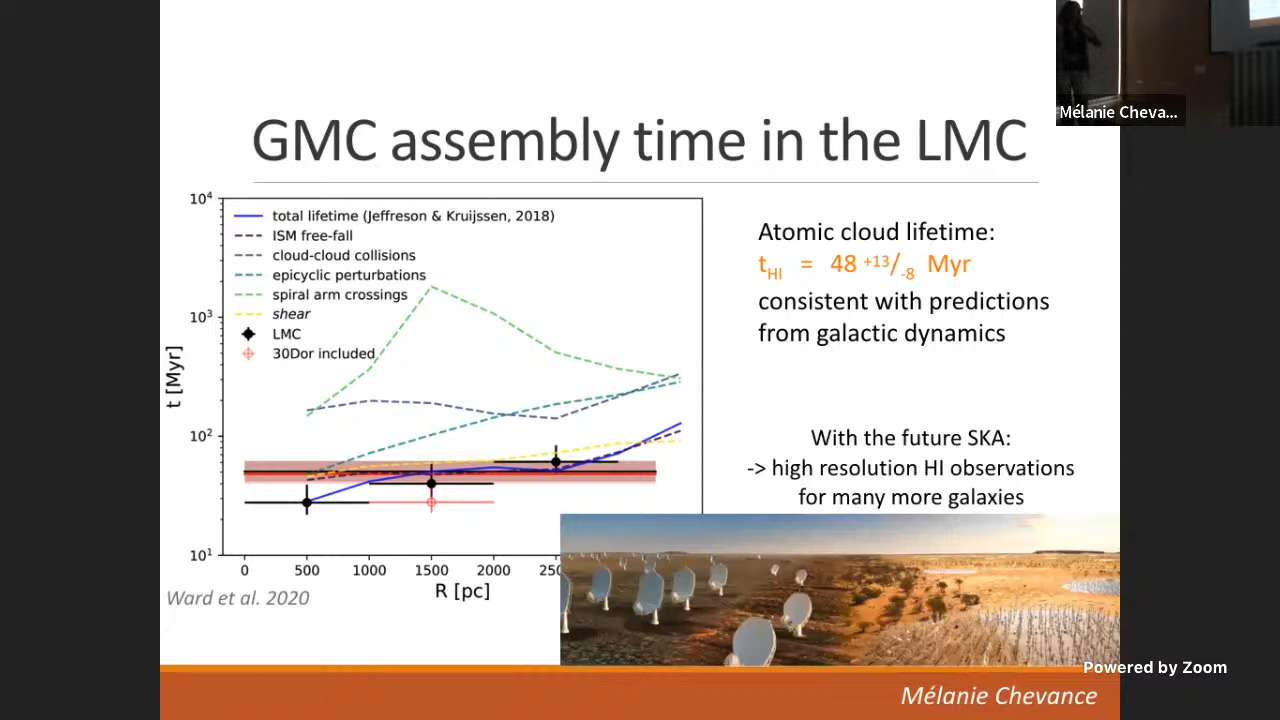 Mélanie Cheva...
GMC assembly time in the LMC
10⁴
10³
10²
10¹
t [Myr]
total lifetime (Jeffreson & Kruijssen, 2018)
ISM free-fall
cloud-cloud collisions
epicyclic perturbations
spiral arm crossings
shear
LMC
30Dor included
0 500 1000 1500 2000
R [pc]
Ward et al. 2020
Atomic cloud lifetime:
tHI = 48 +13/-8 Myr
consistent with predictions
from galactic dynamics
With the future SKA:
-> high resolution HI observations
for many more galaxies
Powered by Zoom
Mélanie Chevance